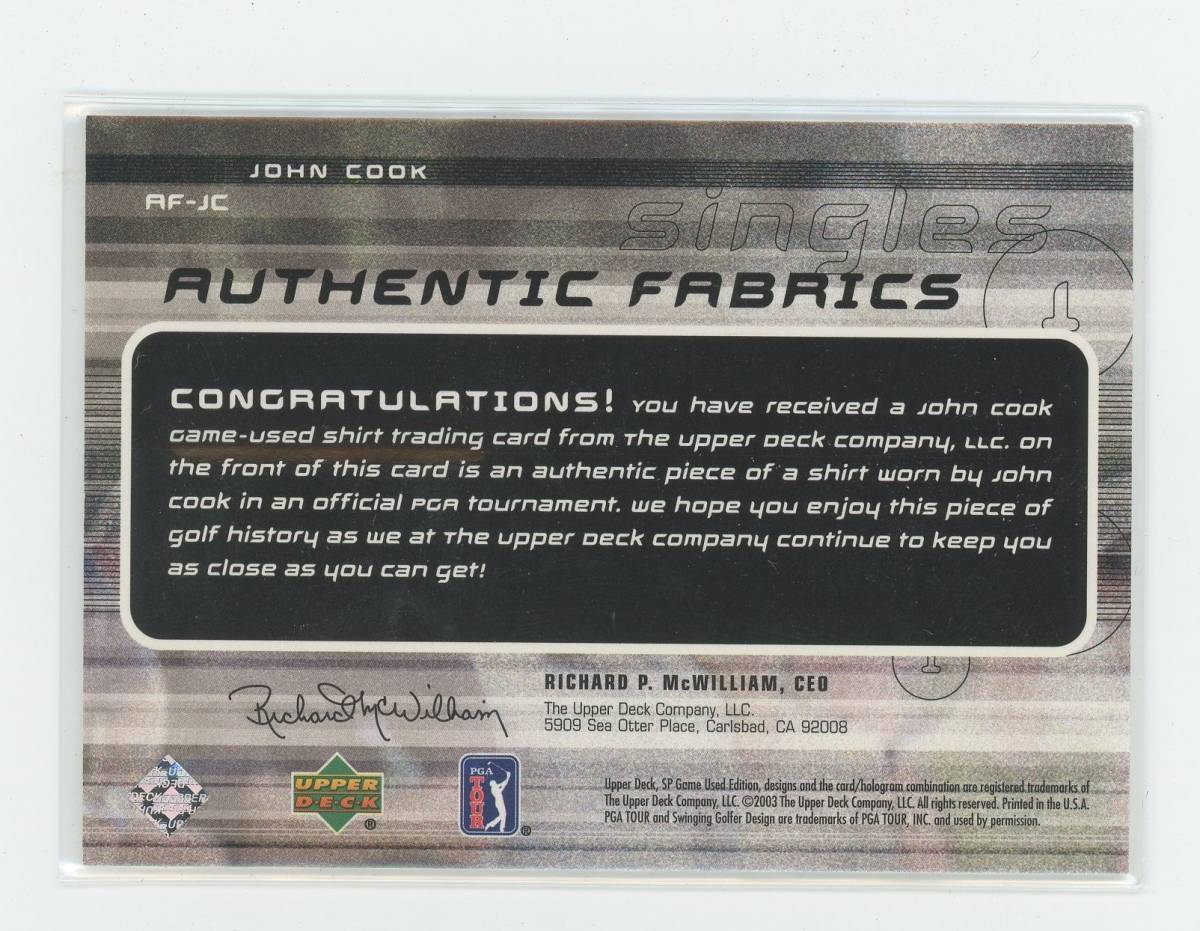 JOHN COOK
AF-JC
singles
AUTHENTIC FABRICS
CONGRATULATIONS! You have received a John Cook
Game-Used Shirt trading card from The Upper Deck Company, LLC. On
the front of this card is an authentic piece of a shirt worn by John
Cook in an official PGA tournament. We hope you enjoy this piece of
golf history as we at The Upper Deck Company continue to keep you
as close as you can get!
Richard McWilliam
RICHARD P. McWILLIAM, CEO
The Upper Deck Company, LLC.
5909 Sea Otter Place, Carlsbad, CA 92008
UPPER
DECK
®
PGA
TOUR
®
Upper Deck, SP Game Used Edition, designs and the card/hologram combination are registered trademarks of
The Upper Deck Company, LLC. ©2003 The Upper Deck Company, LLC. All rights reserved. Printed in the U.S.A.
PGA TOUR and Swinging Golfer Design are trademarks of PGA TOUR, INC. and used by permission.